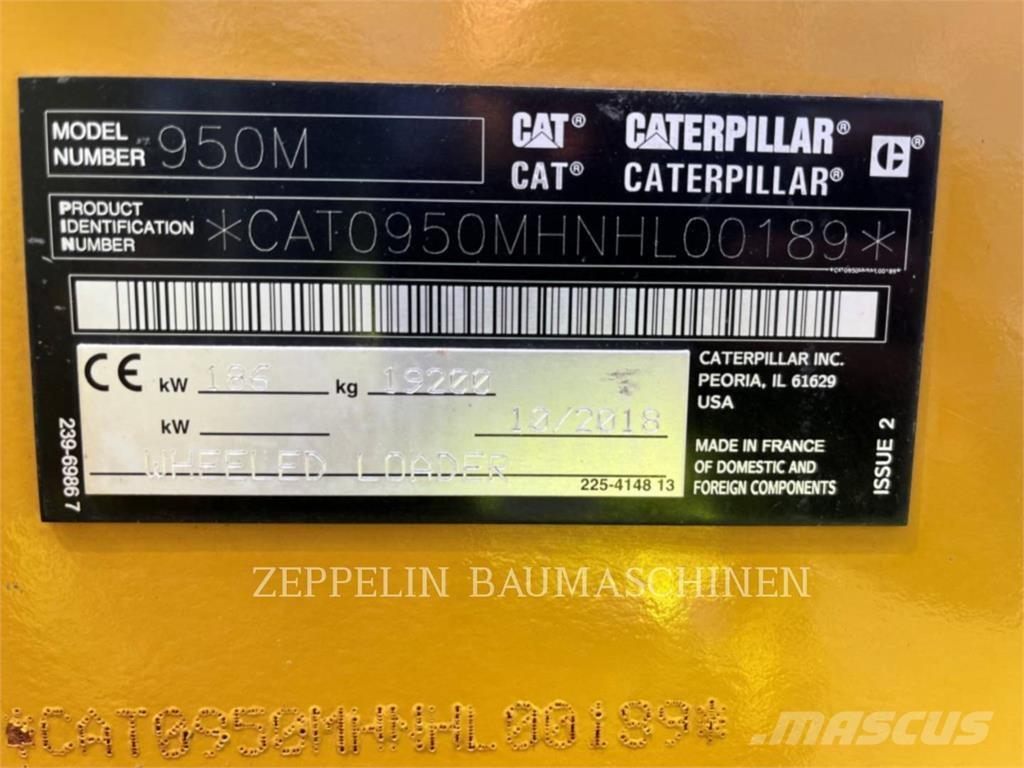 MODEL NUMBER 950M
CAT® CATERPILLAR®
CAT® CATERPILLAR®
C®
PRODUCT IDENTIFICATION NUMBER *CAT0950MHNHL00189*
*CAT0950MHNHL00189*
CE kW 186 kg 19200
kW 10/2018
WHEELED LOADER
225-4148 13
239-6986 7
CATERPILLAR INC.
PEORIA, IL 61629
USA
MADE IN FRANCE
OF DOMESTIC AND
FOREIGN COMPONENTS
ISSUE 2
ZEPPELIN BAUMASCHINEN
*CAT0950MHNHL00189*
MASCUS